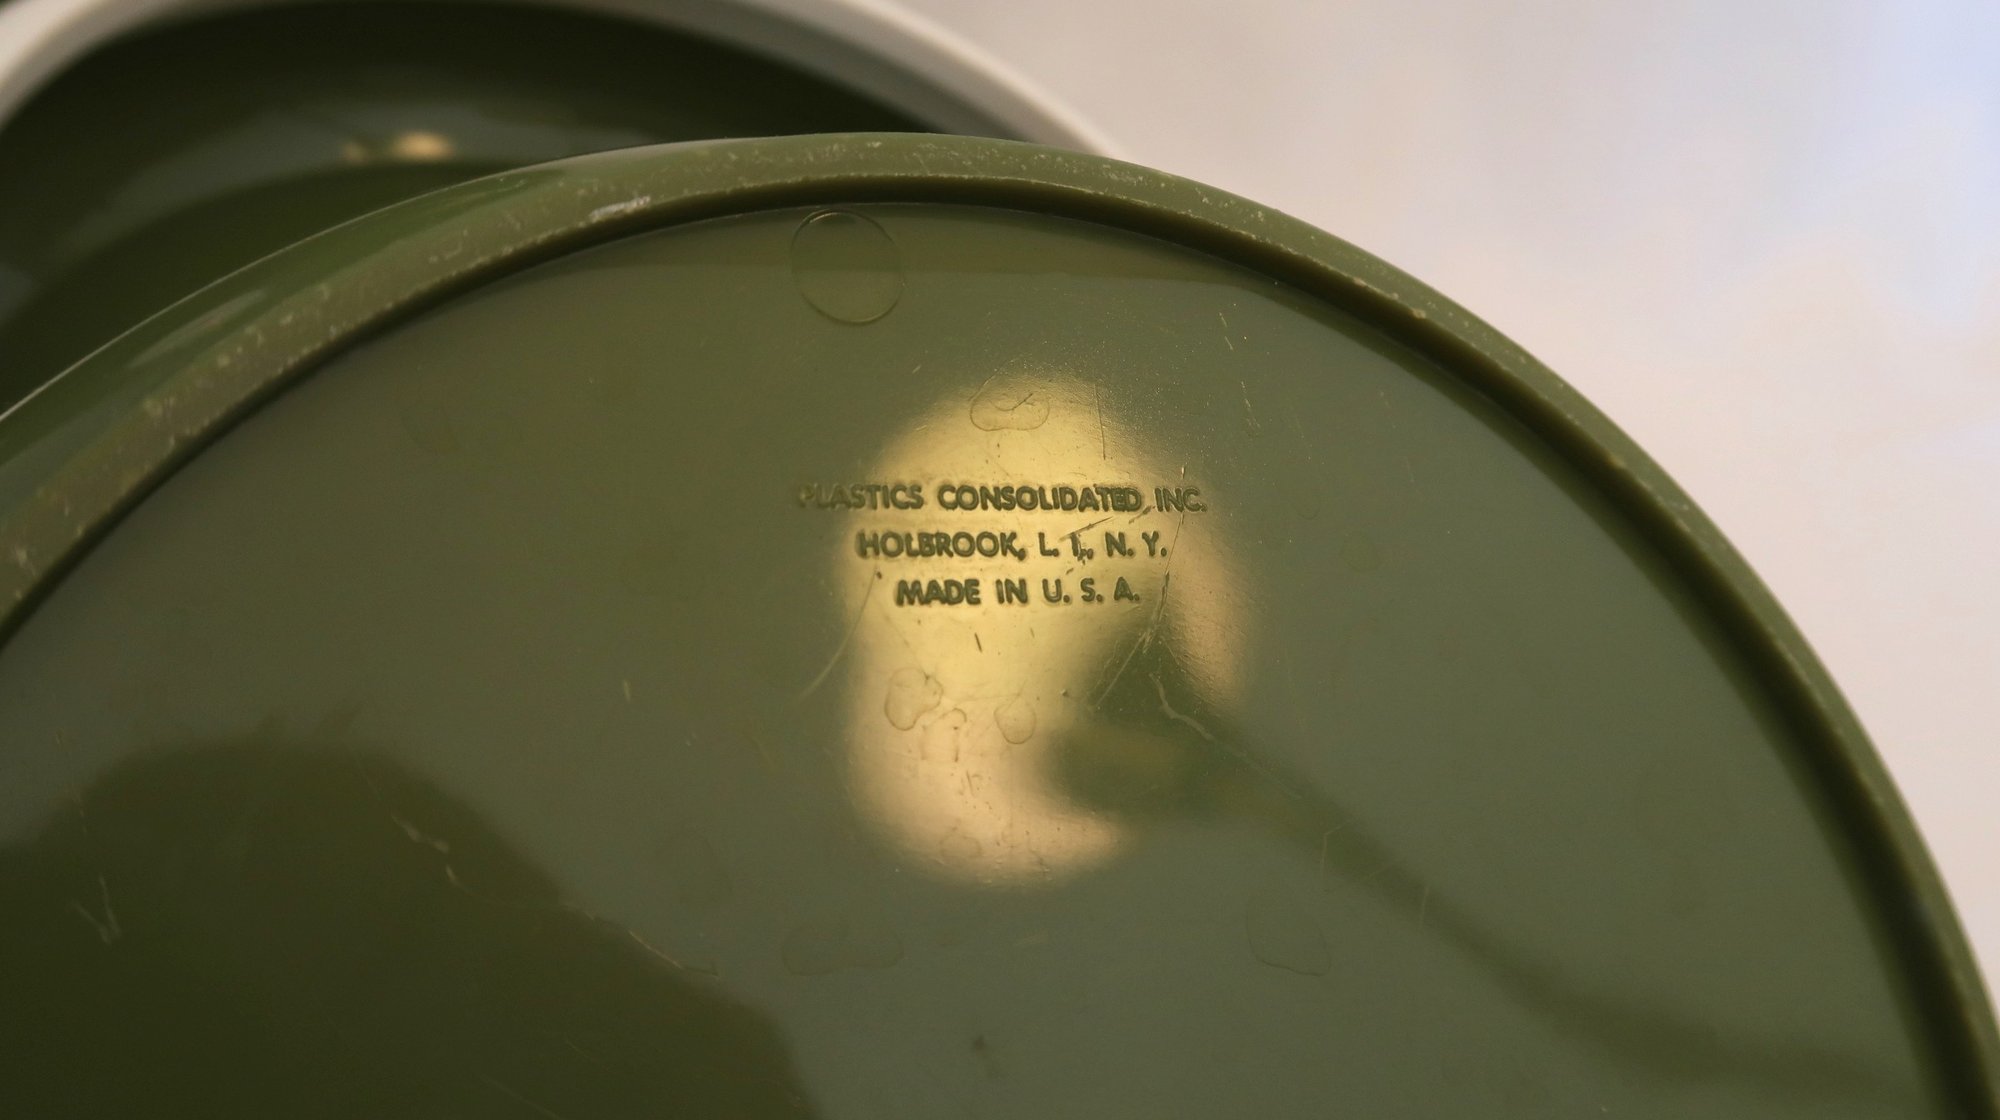 PLASTICS CONSOLIDATED, INC.
HOLBROOK, L. I., N. Y.
MADE IN U. S. A.